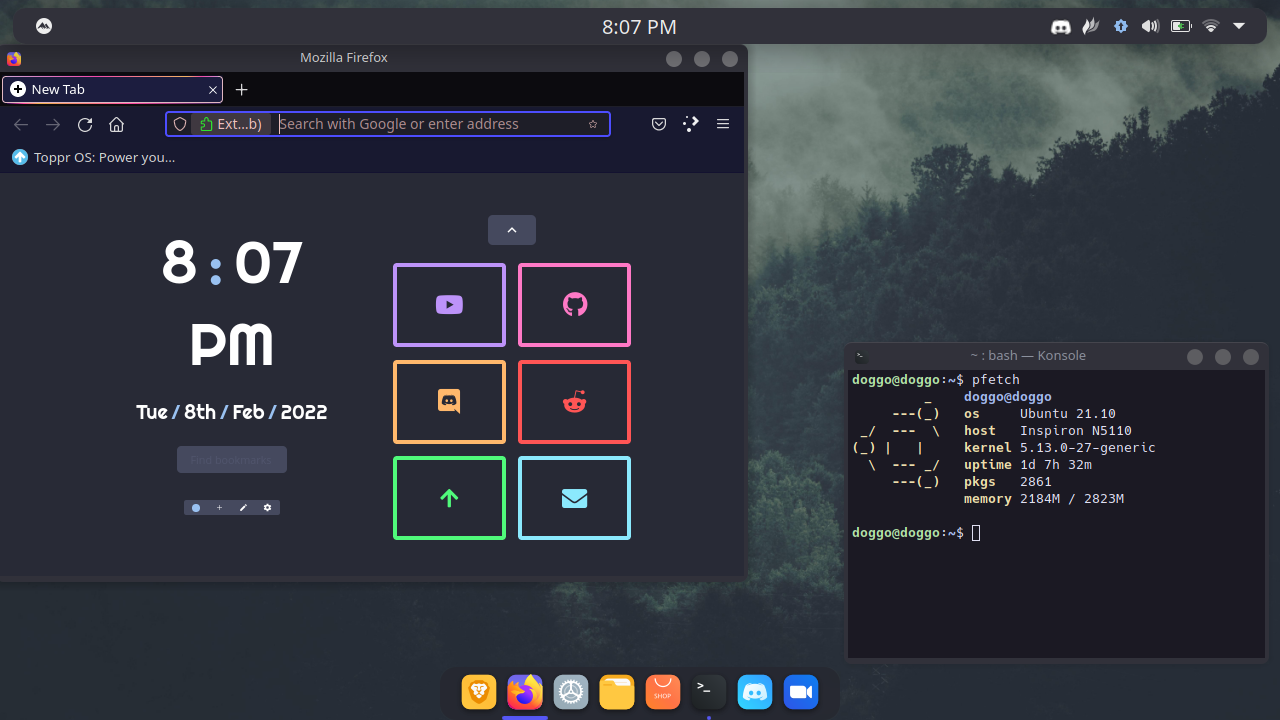 8:07 PM
Mozilla Firefox
New Tab
Ext...b)
Search with Google or enter address
Toppr OS: Power you...
8:07
PM
Tue / 8th / Feb / 2022
Find bookmarks
~ : bash — Konsole
doggo@doggo:~$ pfetch
_     doggo@doggo
---(_)   os     Ubuntu 21.10
_/  ---  \   host   Inspiron N5110
(_) |   |     kernel 5.13.0-27-generic
\  --- _/   uptime 1d 7h 32m
---(_)   pkgs   2861
memory 2184M / 2823M
doggo@doggo:~$
SHOP
>_